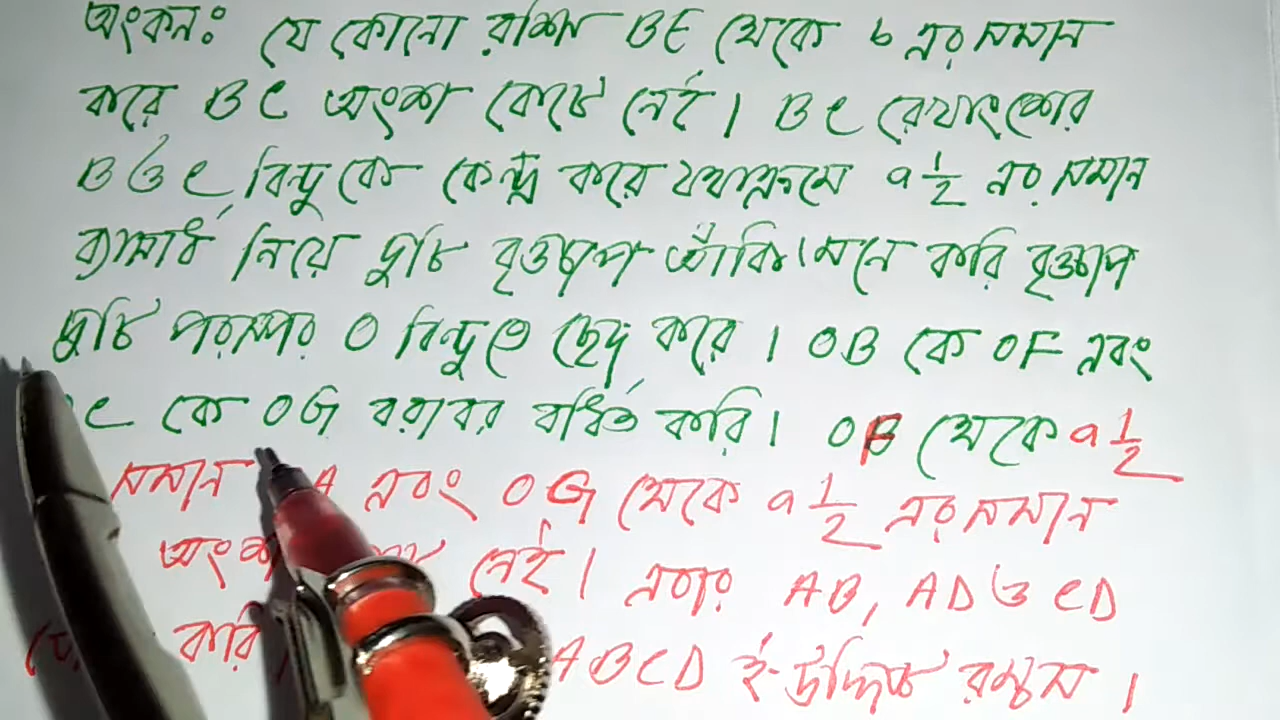 অংকনঃ যে কোনো রশ্মি BE থেকে b এর সমান
করে BC অংশ কেটে নেই। BC রেখাংশের
B ও C বিন্দুকে কেন্দ্র করে যথাক্রমে a 1/2 এর সমান
ব্যাসার্ধ নিয়ে দুটি বৃত্তচাপ আঁকি। মনে করি বৃত্তচাপ
দুটি পরস্পর O বিন্দুতে ছেদ করে। OB কে OF এবং
C কে OG বরাবর বর্ধিত করি। OF থেকে a 1/2
সমান A এবং OG থেকে a 1/2 এর সমান
অংশ নেই। এবার AB, AD ও CD
করি ABCD ই-উদ্দিষ্ট রম্বস।